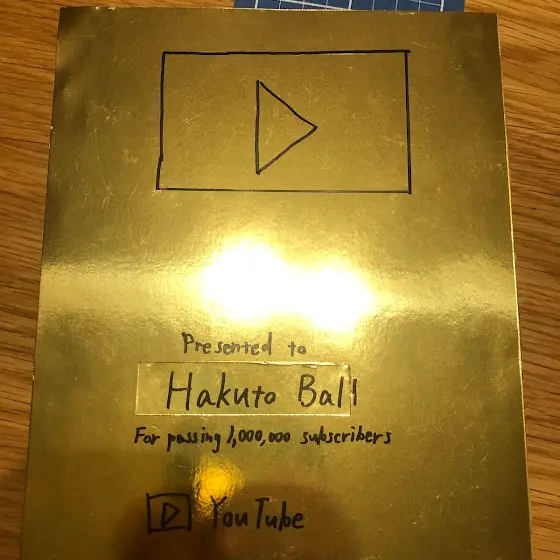 Presented to
Hakuto Ball
For passing 1,000,000 subscribers
YouTube